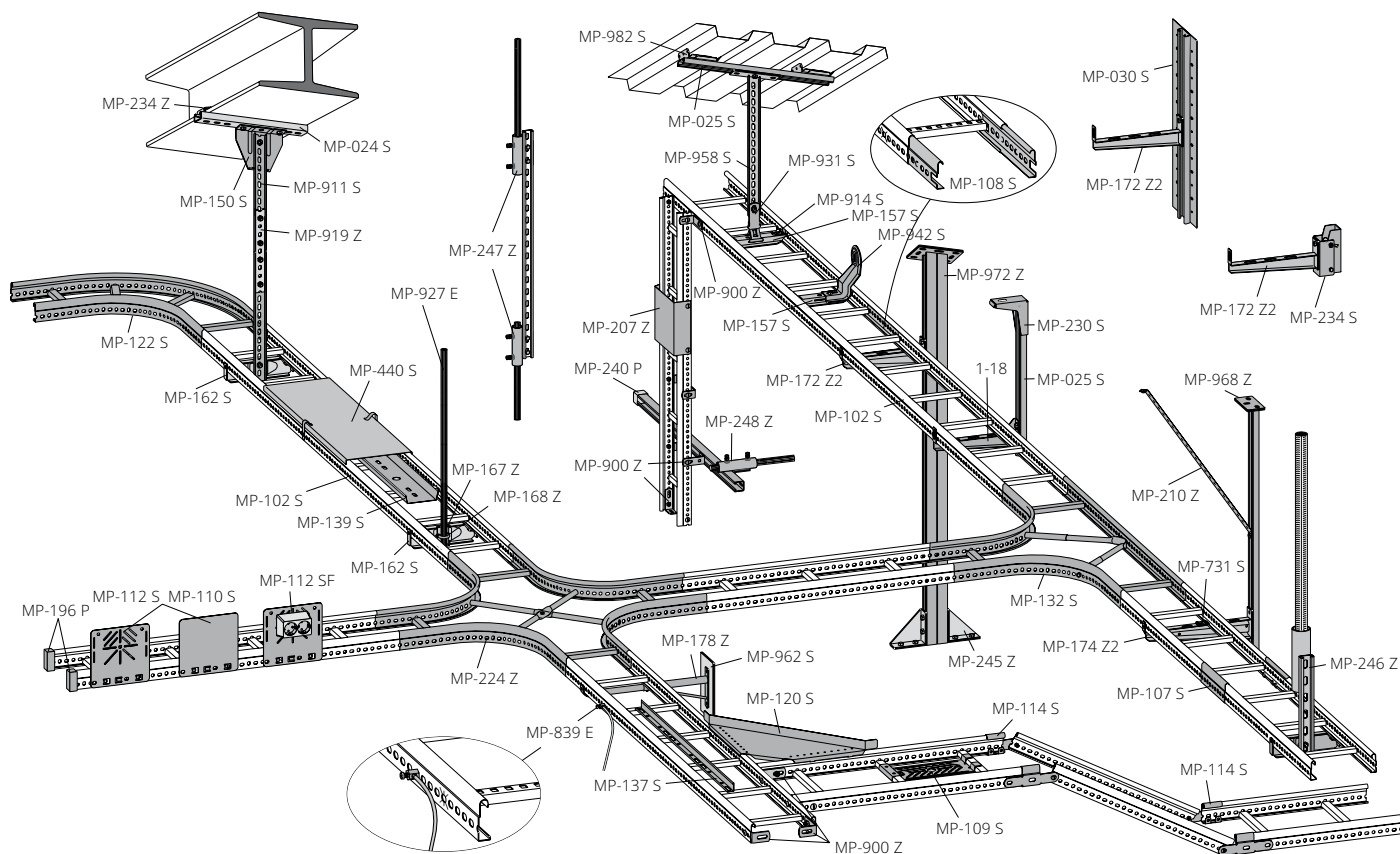 MP-982 S
MP-234 Z
MP-030 S
MP-024 S
MP-025 S
MP-958 S
MP-931 S
MP-150 S
MP-911 S
MP-108 S
MP-172 Z2
MP-914 S
MP-157 S
MP-919 Z
MP-942 S
MP-247 Z
MP-972 Z
MP-927 E
MP-900 Z
MP-172 Z2
MP-234 S
MP-207 Z
MP-157 S
MP-230 S
MP-122 S
MP-240 P
MP-172 Z2
1-18
MP-025 S
MP-968 Z
MP-440 S
MP-162 S
MP-102 S
MP-248 Z
MP-900 Z
MP-167 Z
MP-102 S
MP-168 Z
MP-210 Z
MP-139 S
MP-162 S
MP-731 S
MP-112 SF
MP-112 S
MP-110 S
MP-196 P
MP-132 S
MP-178 Z
MP-962 S
MP-245 Z
MP-174 Z2
MP-246 Z
MP-224 Z
MP-120 S
MP-107 S
MP-114 S
MP-839 E
MP-114 S
MP-137 S
MP-109 S
MP-900 Z